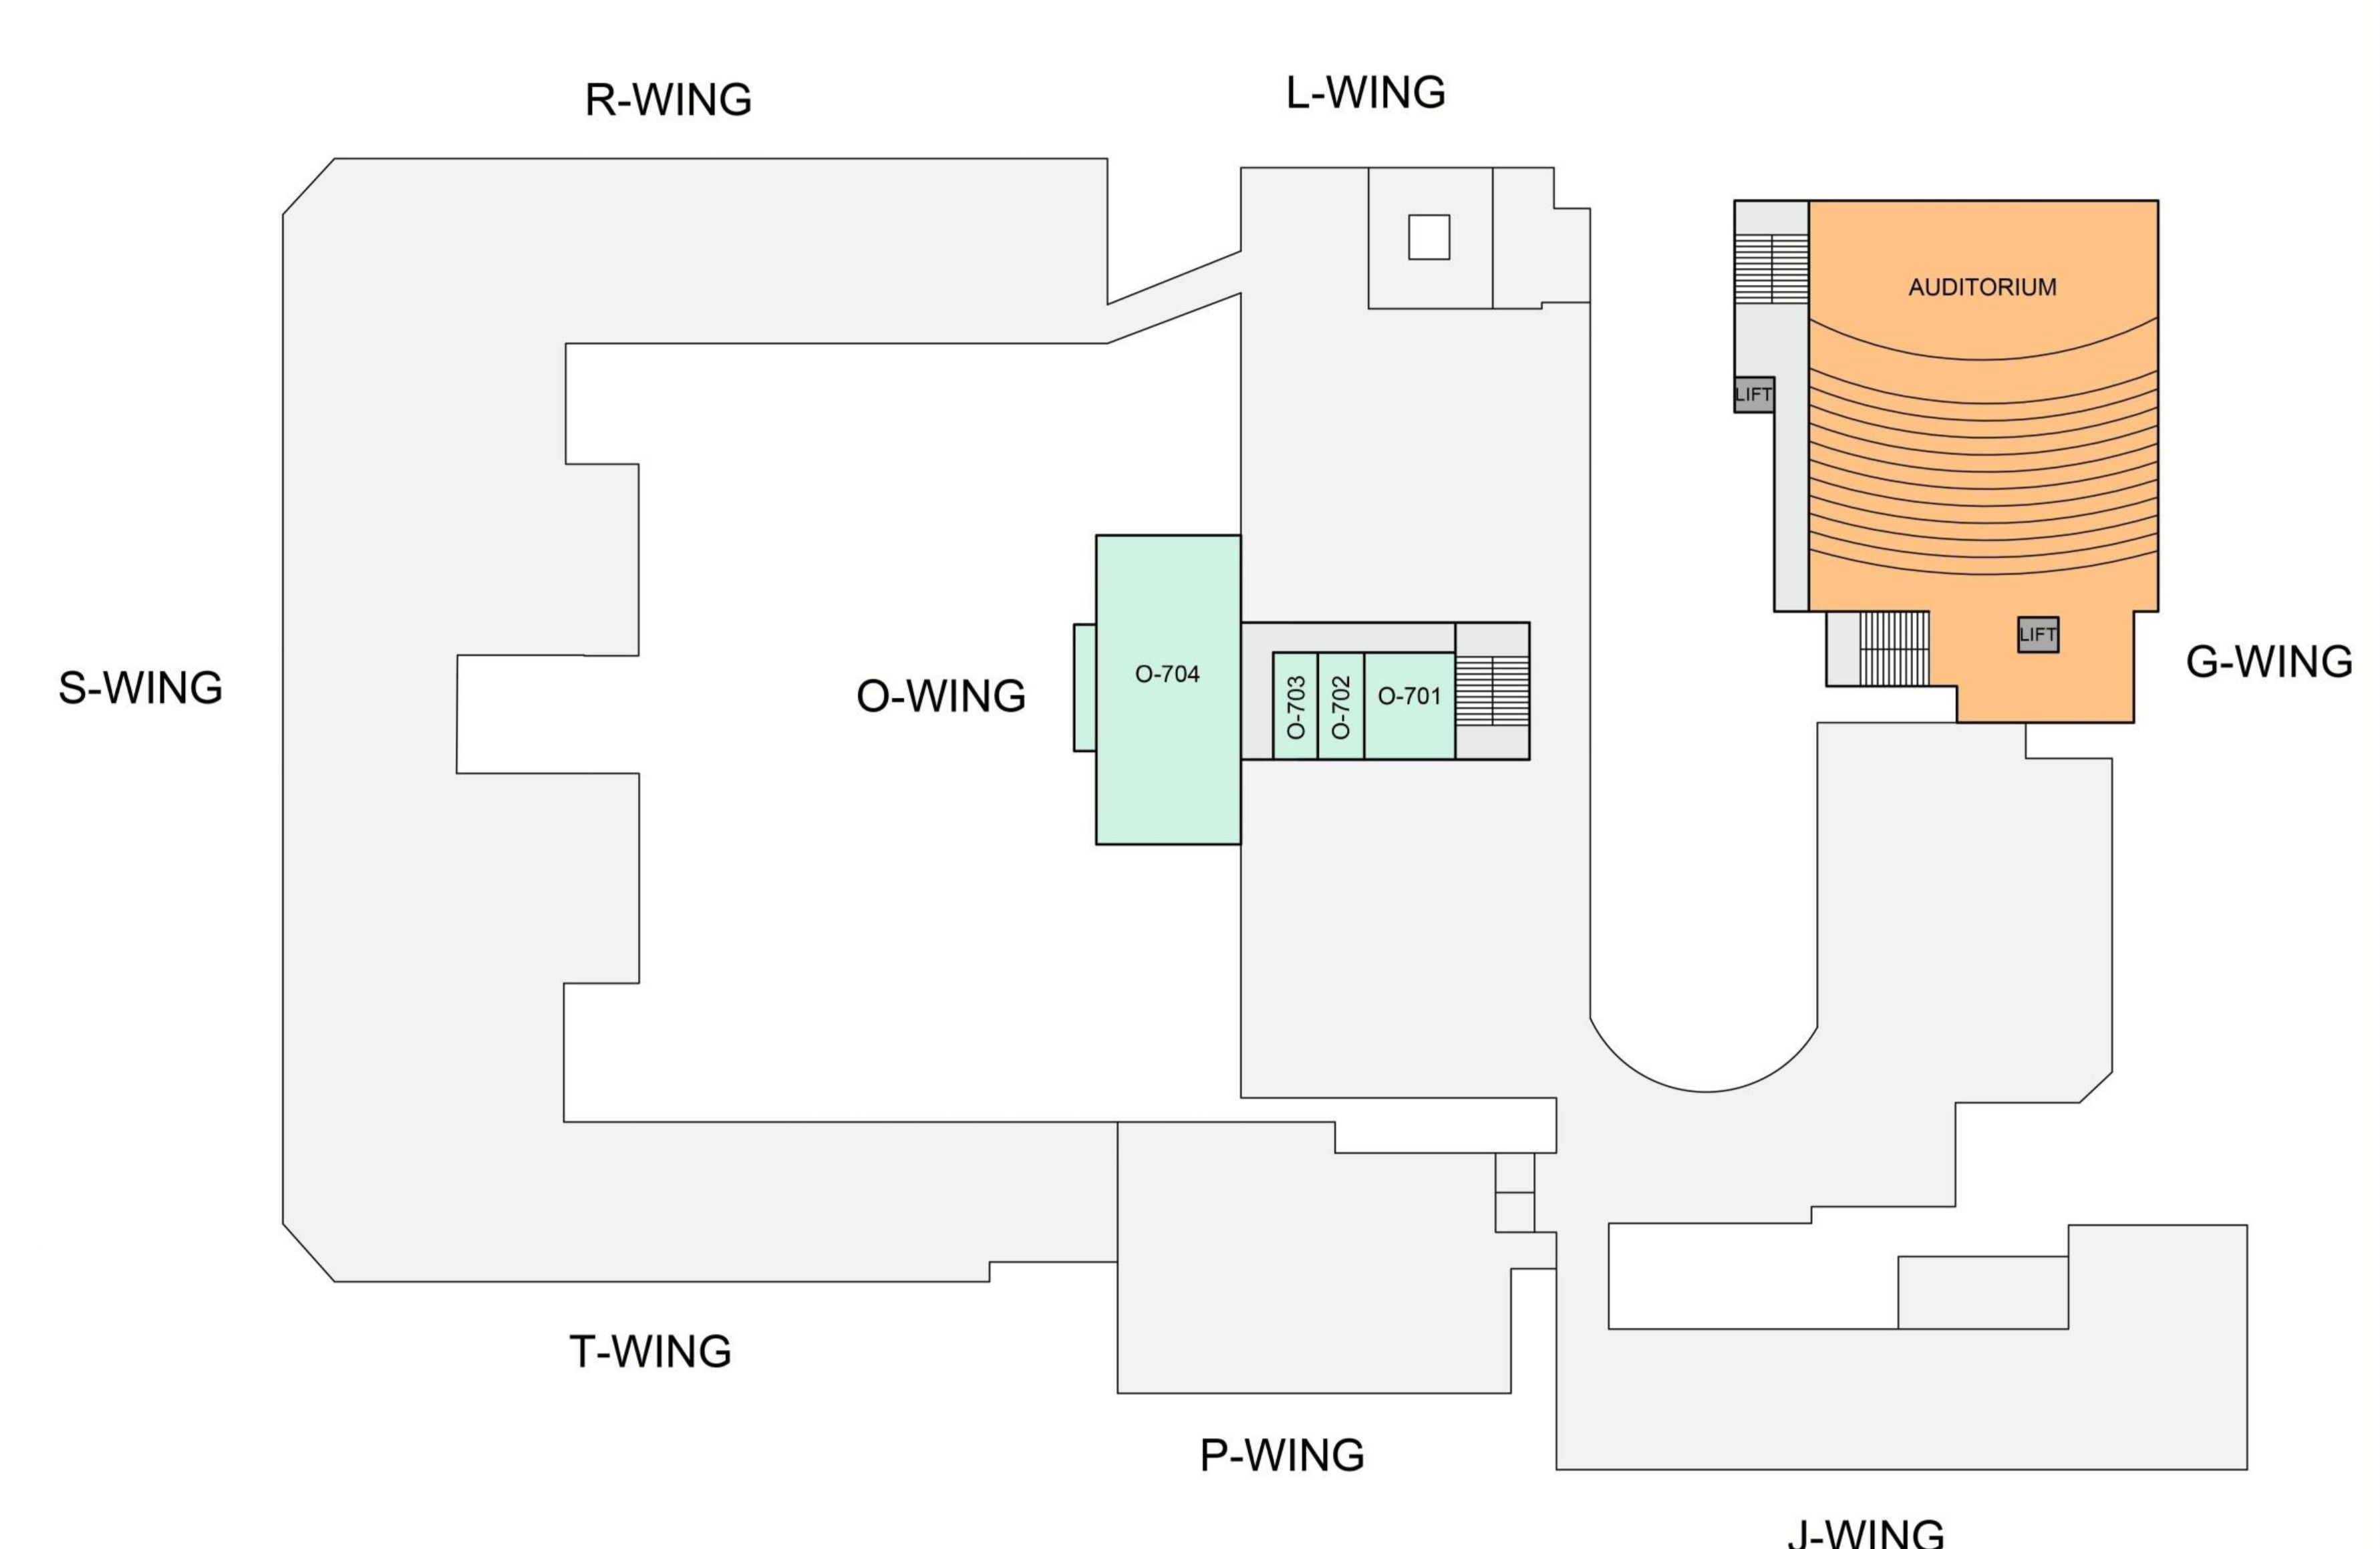 R-WING
L-WING
AUDITORIUM
LIFT
LIFT
G-WING
S-WING
O-WING
O-704
O-703
O-702
O-701
T-WING
P-WING
J-WING